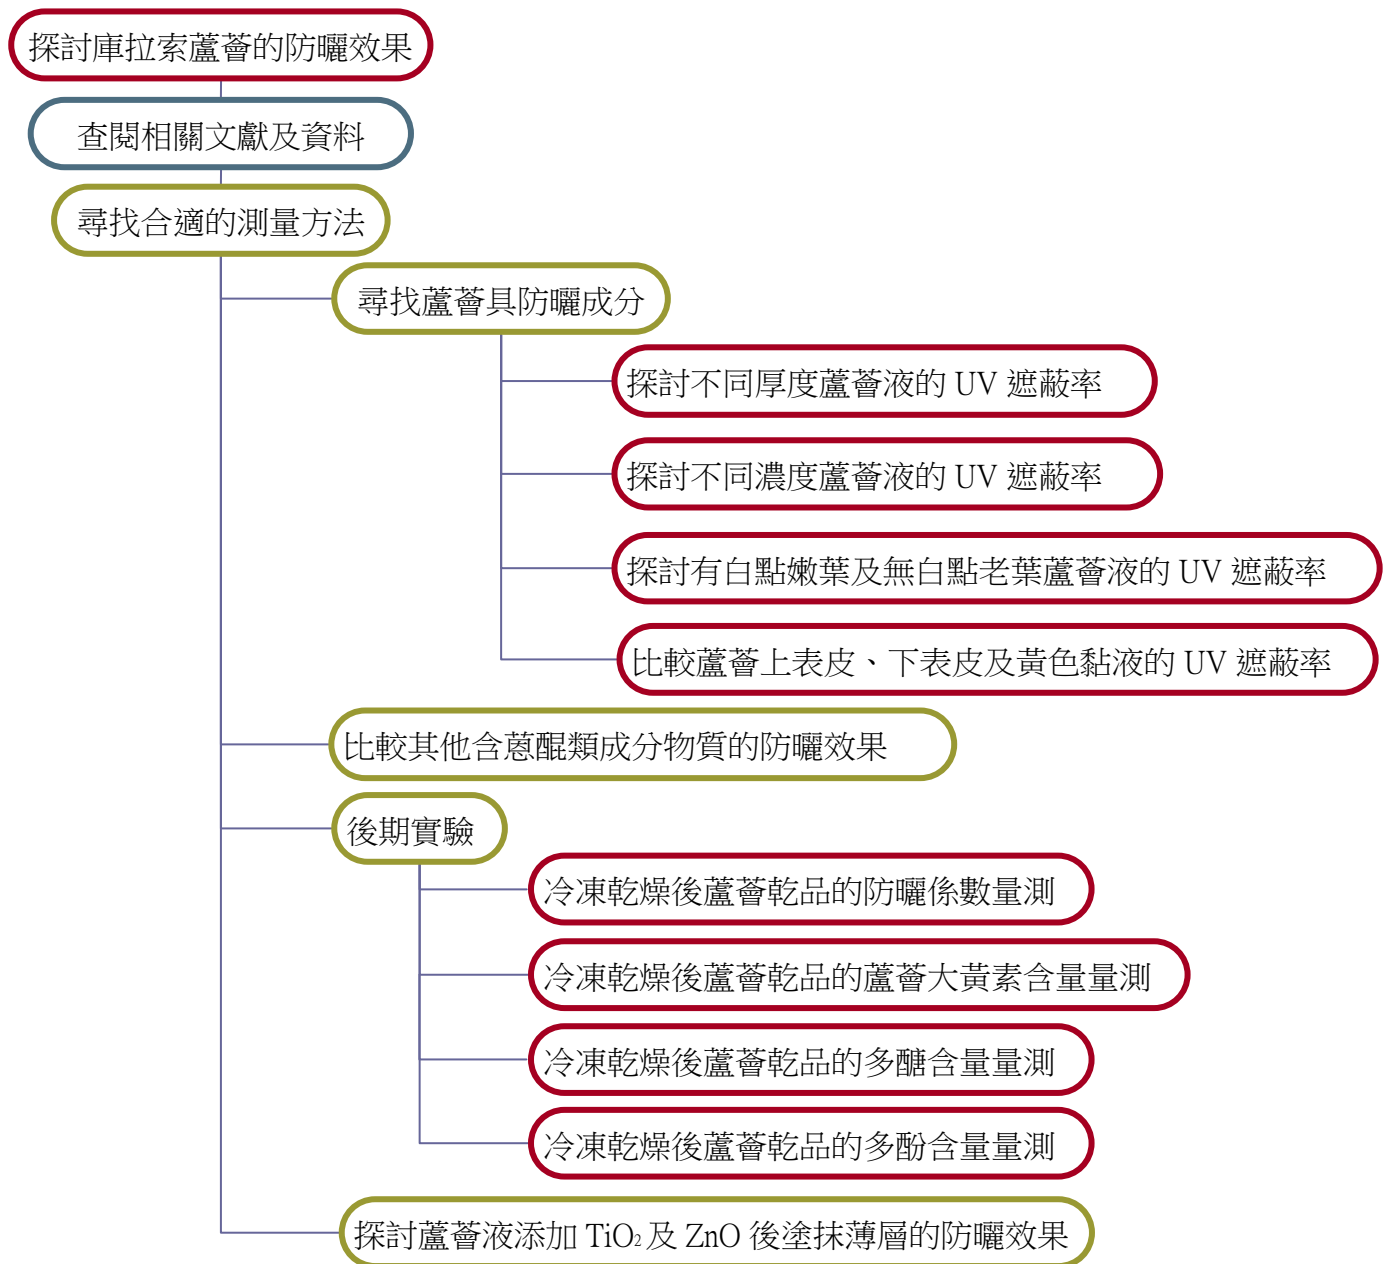 探討庫拉索蘆薈的防曬效果
查閱相關文獻及資料
尋找合適的測量方法
尋找蘆薈具防曬成分
探討不同厚度蘆薈液的 UV 遮蔽率
探討不同濃度蘆薈液的 UV 遮蔽率
探討有白點嫩葉及無白點老葉蘆薈液的 UV 遮蔽率
比較蘆薈上表皮、下表皮及黃色黏液的 UV 遮蔽率
比較其他含蒽醌類成分物質的防曬效果
後期實驗
冷凍乾燥後蘆薈乾品的防曬係數量測
冷凍乾燥後蘆薈乾品的蘆薈大黃素含量量測
冷凍乾燥後蘆薈乾品的多醣含量量測
冷凍乾燥後蘆薈乾品的多酚含量量測
探討蘆薈液添加 TiO₂ 及 ZnO 後塗抹薄層的防曬效果